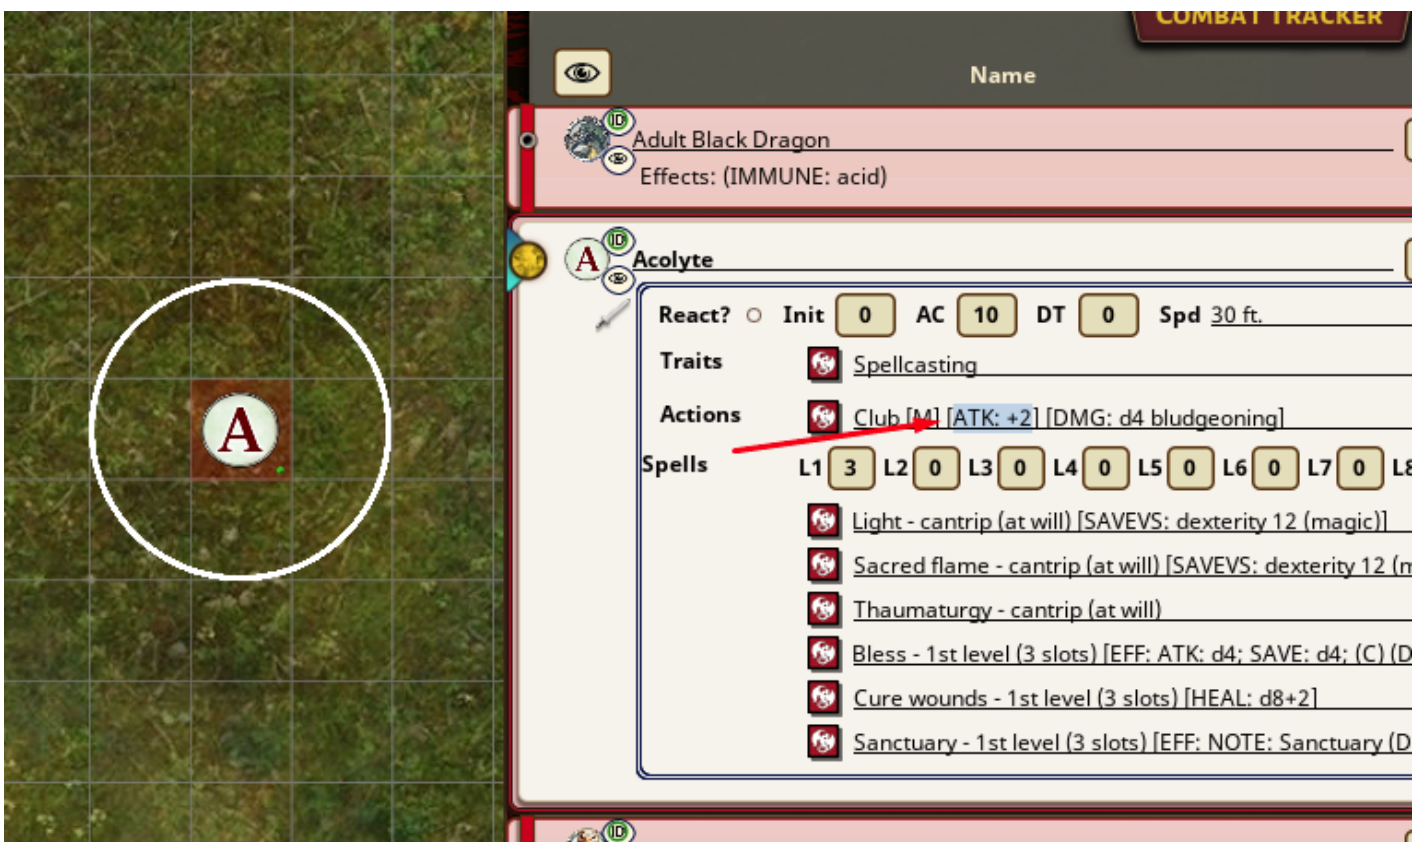 COMBAT TRACKER
Name
ID
Adult Black Dragon
Effects: (IMMUNE: acid)
ID
A Acolyte
React? Init 0 AC 10 DT 0 Spd 30 ft.
Traits Spellcasting
A
Actions Club [M] [ATK: +2] [DMG: d4 bludgeoning]
Spells L1 3 L2 0 L3 0 L4 0 L5 0 L6 0 L7 0 L8
Light - cantrip (at will) [SAVEVS: dexterity 12 (magic)]
Sacred flame - cantrip (at will) [SAVEVS: dexterity 12 (m
Thaumaturgy - cantrip (at will)
Bless - 1st level (3 slots) [EFF: ATK: d4; SAVE: d4; (C) (D
Cure wounds - 1st level (3 slots) [HEAL: d8+2]
Sanctuary - 1st level (3 slots) [EFF: NOTE: Sanctuary (D
ID